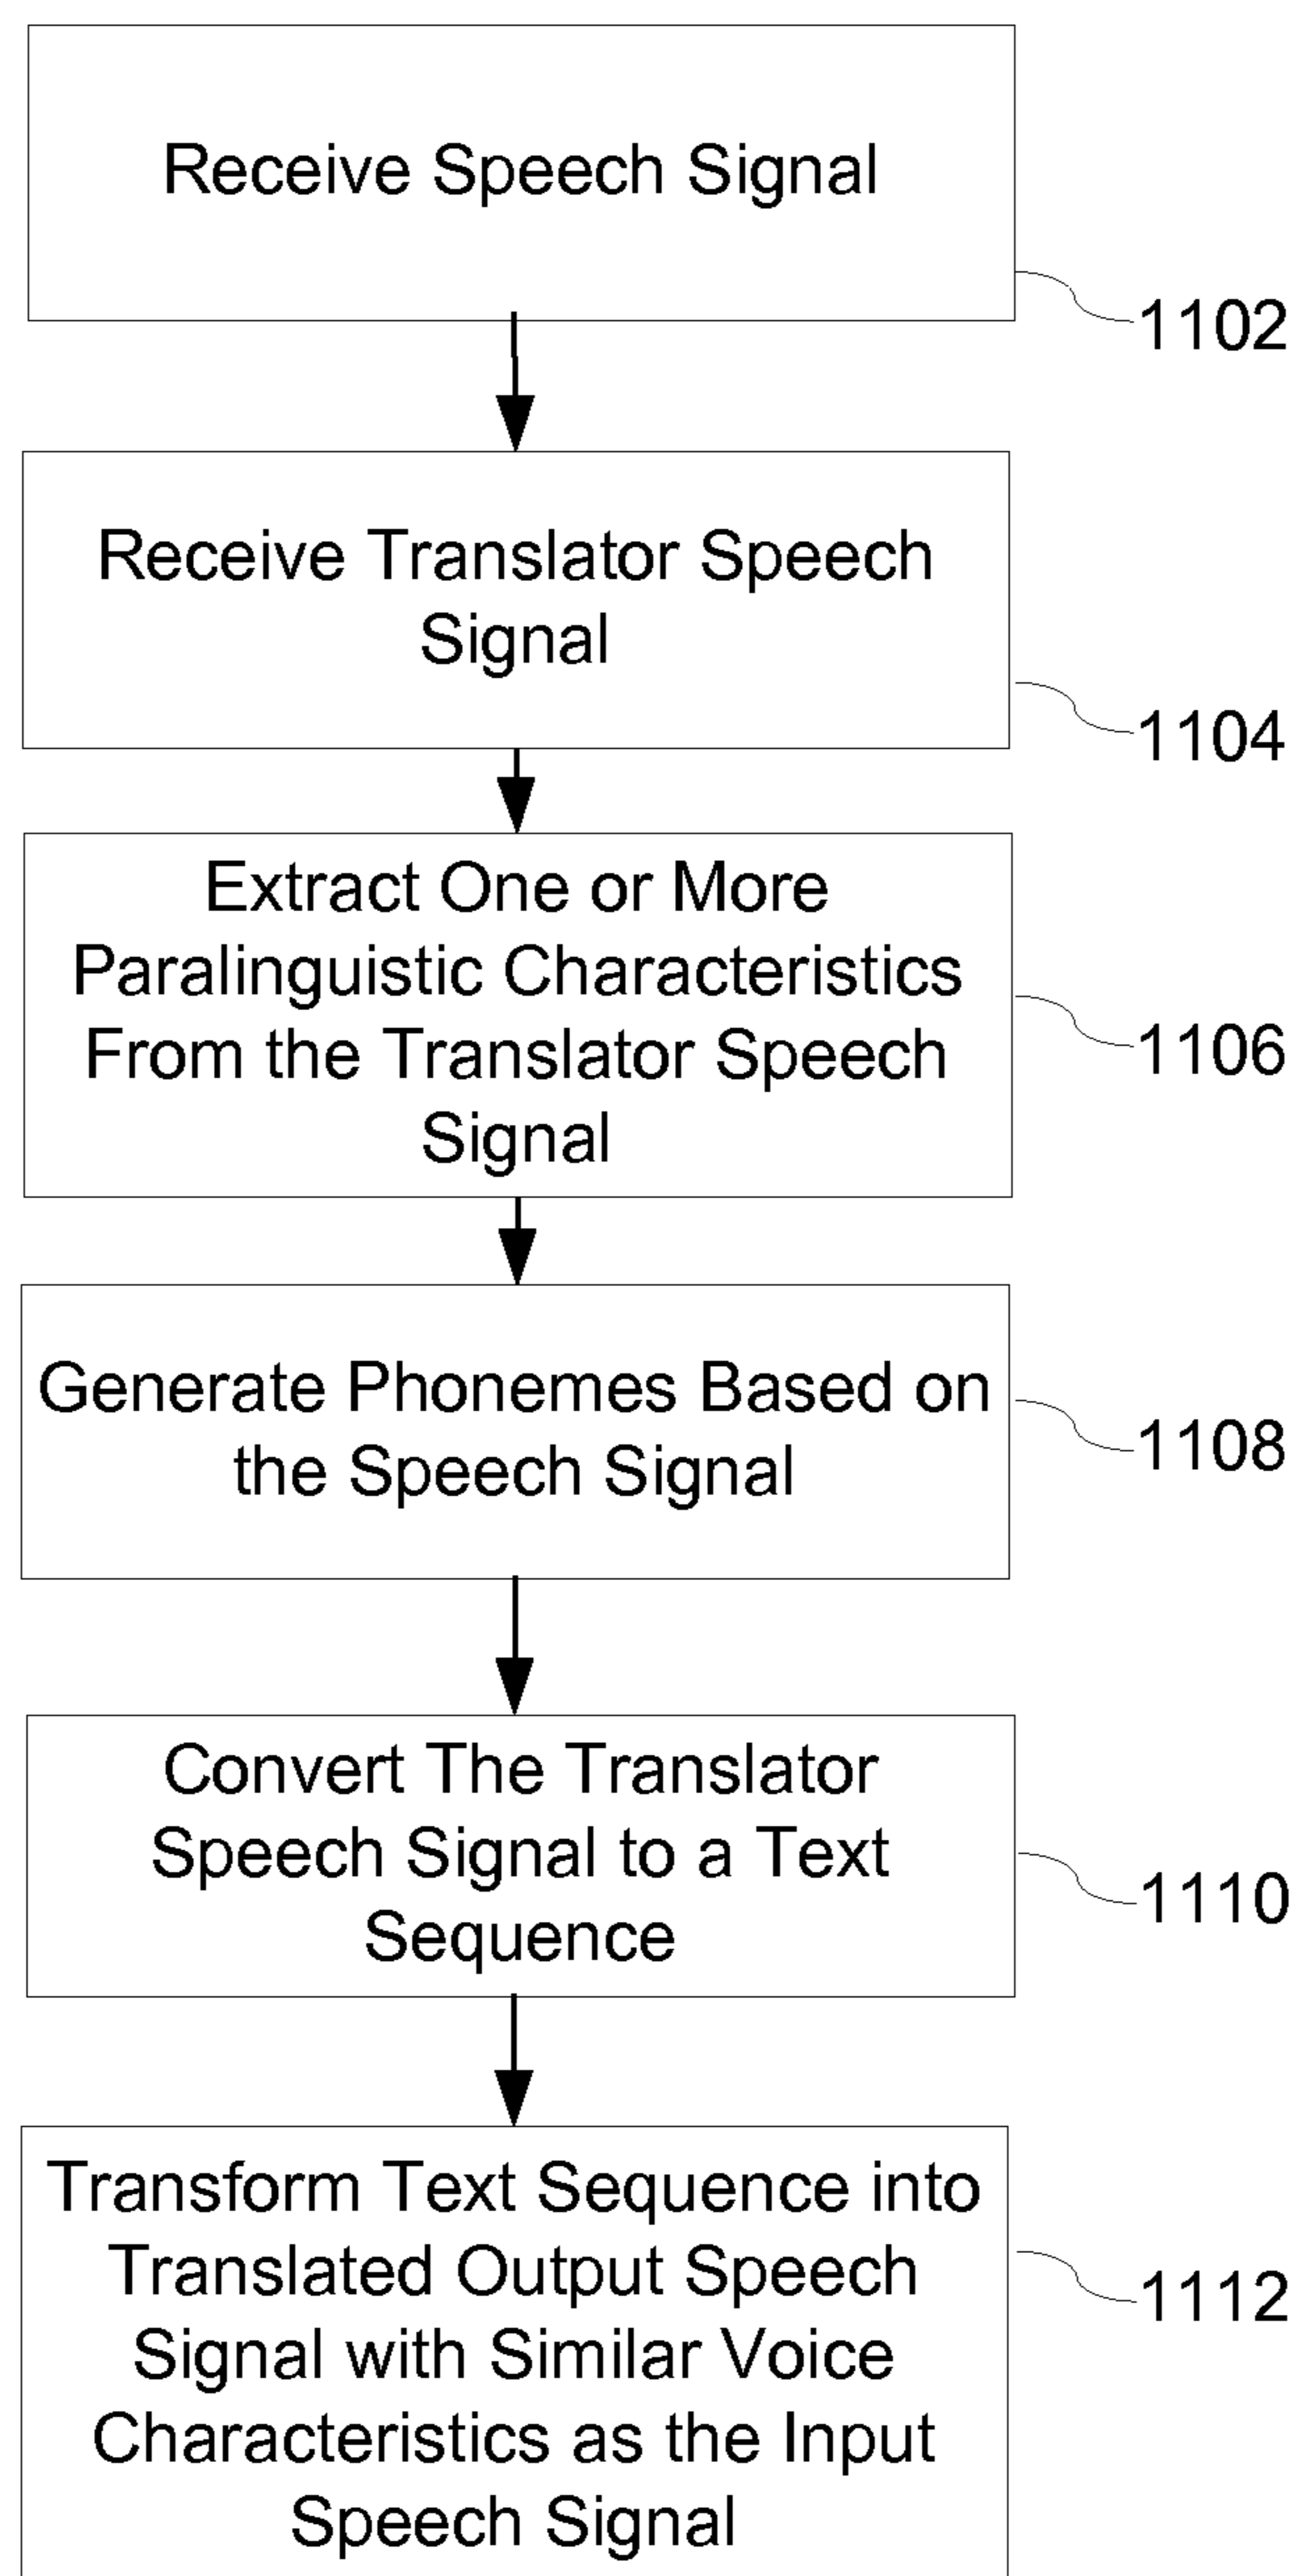 Receive Speech Signal
1102
Receive Translator Speech
Signal
1104
Extract One or More
Paralinguistic Characteristics
From the Translator Speech
Signal
1106
Generate Phonemes Based on
the Speech Signal
1108
Convert The Translator
Speech Signal to a Text
Sequence
1110
Transform Text Sequence into
Translated Output Speech
Signal with Similar Voice
Characteristics as the Input
Speech Signal
1112